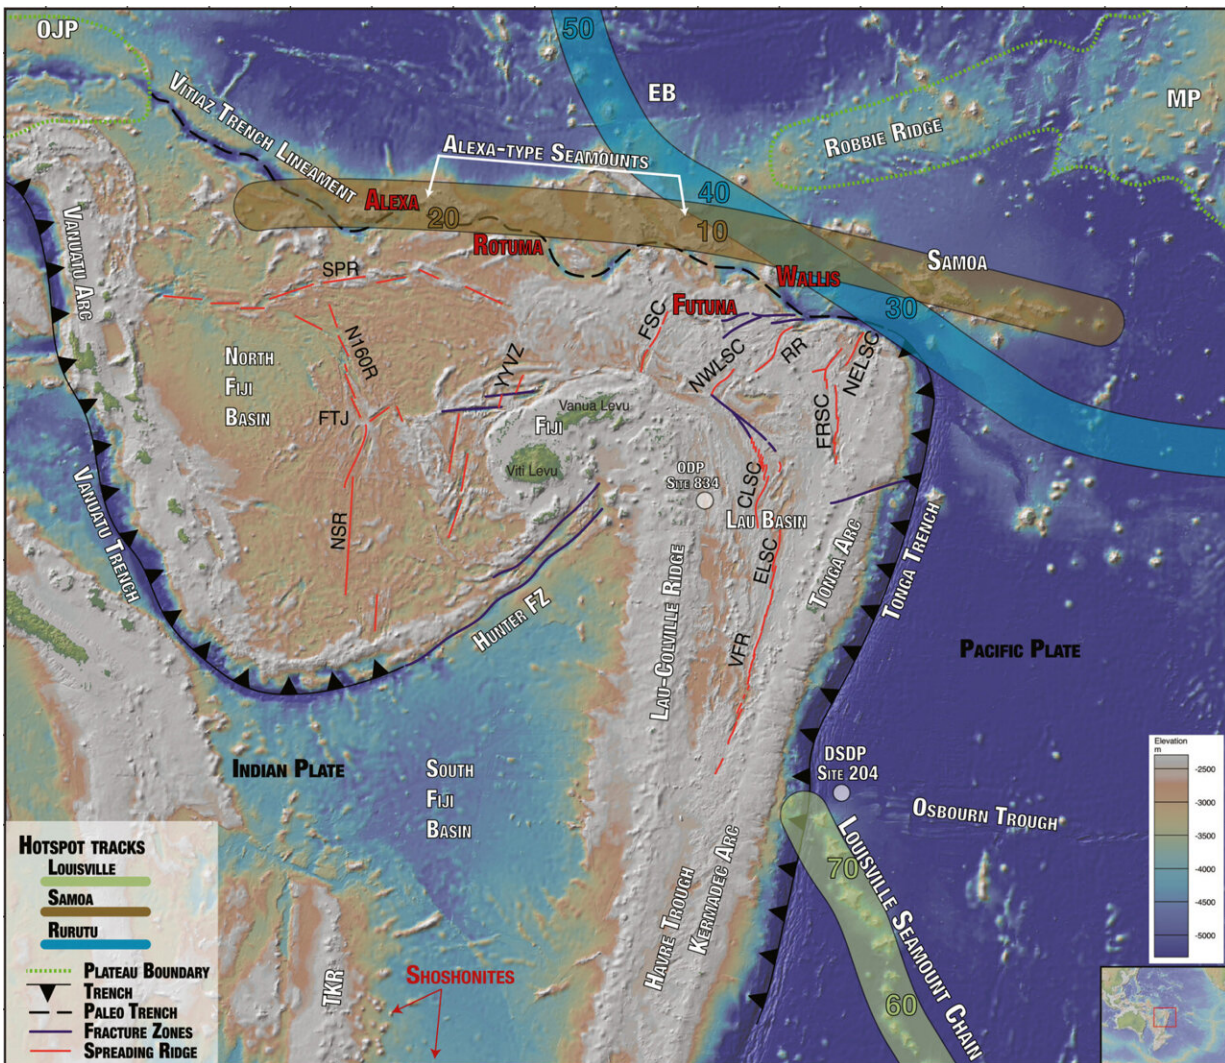 OJP
50
EB
MP
Robbie Ridge
Vitiaz Trench Lineament
Alexa-type Seamounts
40
Alexa
20
10
Rotuma
Samoa
Wallis
Vanuatu Arc
SPR
Futuna
30
N160R
FSC
NWLSC
RR
NELSC
North
Fiji
Basin
YYVZ
FTJ
Vanua Levu
Fiji
FRSC
Viti Levu
ODP
Site 834
CLSC
Lau Basin
Vanuatu Trench
NSR
ELSC
Tonga Arc
Tonga Trench
Hunter FZ
Lau-Colville Ridge
VFR
Pacific Plate
Indian Plate
South
Fiji
Basin
DSDP
Site 204
Osbourn Trough
Elevation
m
-2500
-3000
-3500
-4000
-4500
-5000
70
Louisville Seamount Chain
60
Havre Trough
Kermadec Arc
TKR
Shoshonites
Hotspot tracks
Louisville
Samoa
Rurutu
Plateau Boundary
Trench
Paleo Trench
Fracture Zones
Spreading Ridge